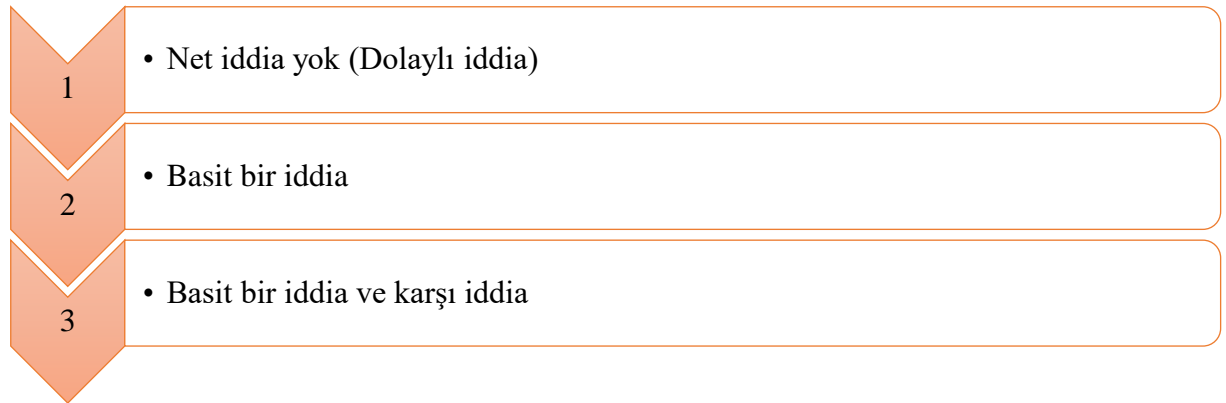 1
• Net iddia yok (Dolaylı iddia)
2
• Basit bir iddia
3
• Basit bir iddia ve karşı iddia